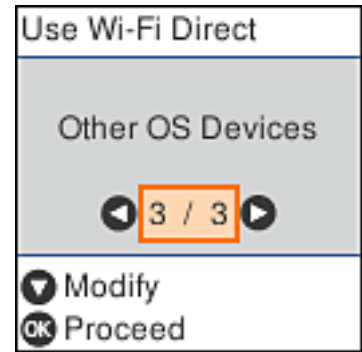 Use Wi-Fi Direct
Other OS Devices
3 / 3
Modify
OK Proceed